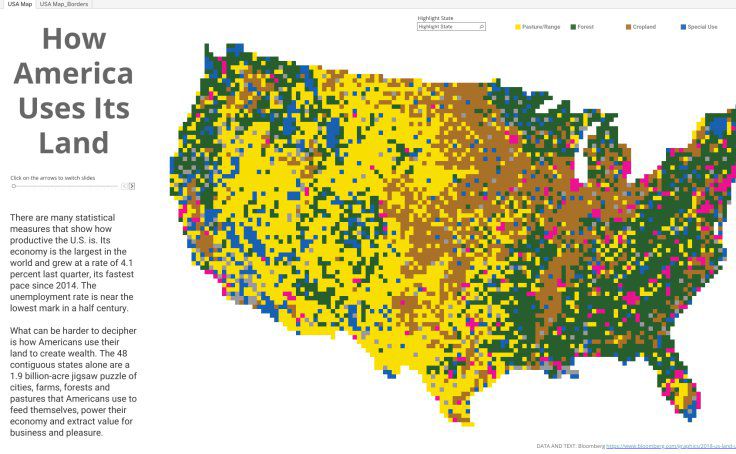 USA Map USA Map_Borders
Highlight State
Highlight State
Pasture/Range Forest Cropland Special Use
How
America
Uses Its
Land
Click on the arrows to switch slides
There are many statistical
measures that show how
productive the U.S. is. Its
economy is the largest in the
world and grew at a rate of 4.1
percent last quarter, its fastest
pace since 2014. The
unemployment rate is near the
lowest mark in a half century.
What can be harder to decipher
is how Americans use their
land to create wealth. The 48
contiguous states alone are a
1.9 billion-acre jigsaw puzzle of
cities, farms, forests and
pastures that Americans use to
feed themselves, power their
economy and extract value for
business and pleasure.
DATA AND TEXT: Bloomberg https://www.bloomberg.com/graphics/2018-us-land-u